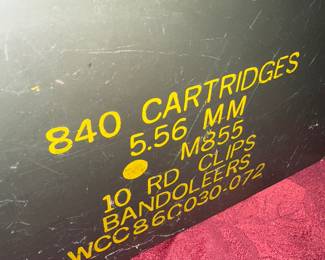 840 CARTRIDGES
5.56 MM
M855
10 RD CLIPS
BANDOLEERS
WCC86C030-072